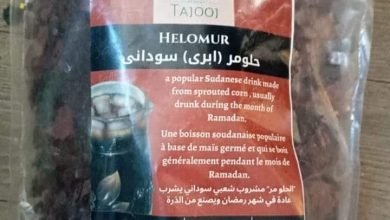 TAJOOJ
HELOMUR
حلومر (ابرى) سودانى
a popular Sudanese drink made
from sprouted corn , usually
drunk during the month of
Ramadan.
Une boisson soudanaise populaire
à base de maïs germé et qui se boit
généralement pendant le mois de
Ramadan.
"الحلو مر" مشروب شعبي سوداني يشرب
عادة في شهر رمضان ويصنع من الذرة